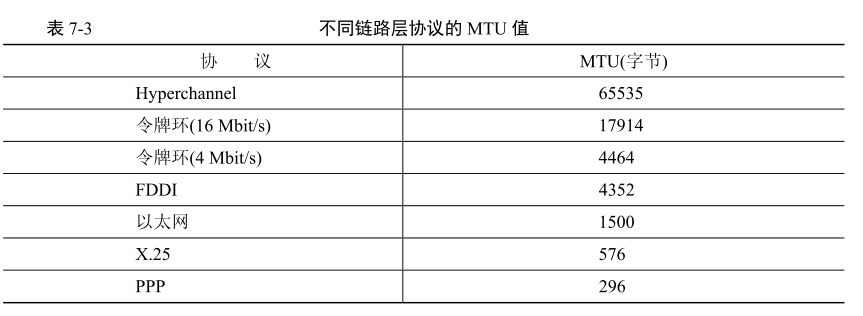 表 7-3 不同链路层协议的 MTU 值
协 议 MTU(字节)
Hyperchannel 65535
令牌环(16 Mbit/s) 17914
令牌环(4 Mbit/s) 4464
FDDI 4352
以太网 1500
X.25 576
PPP 296